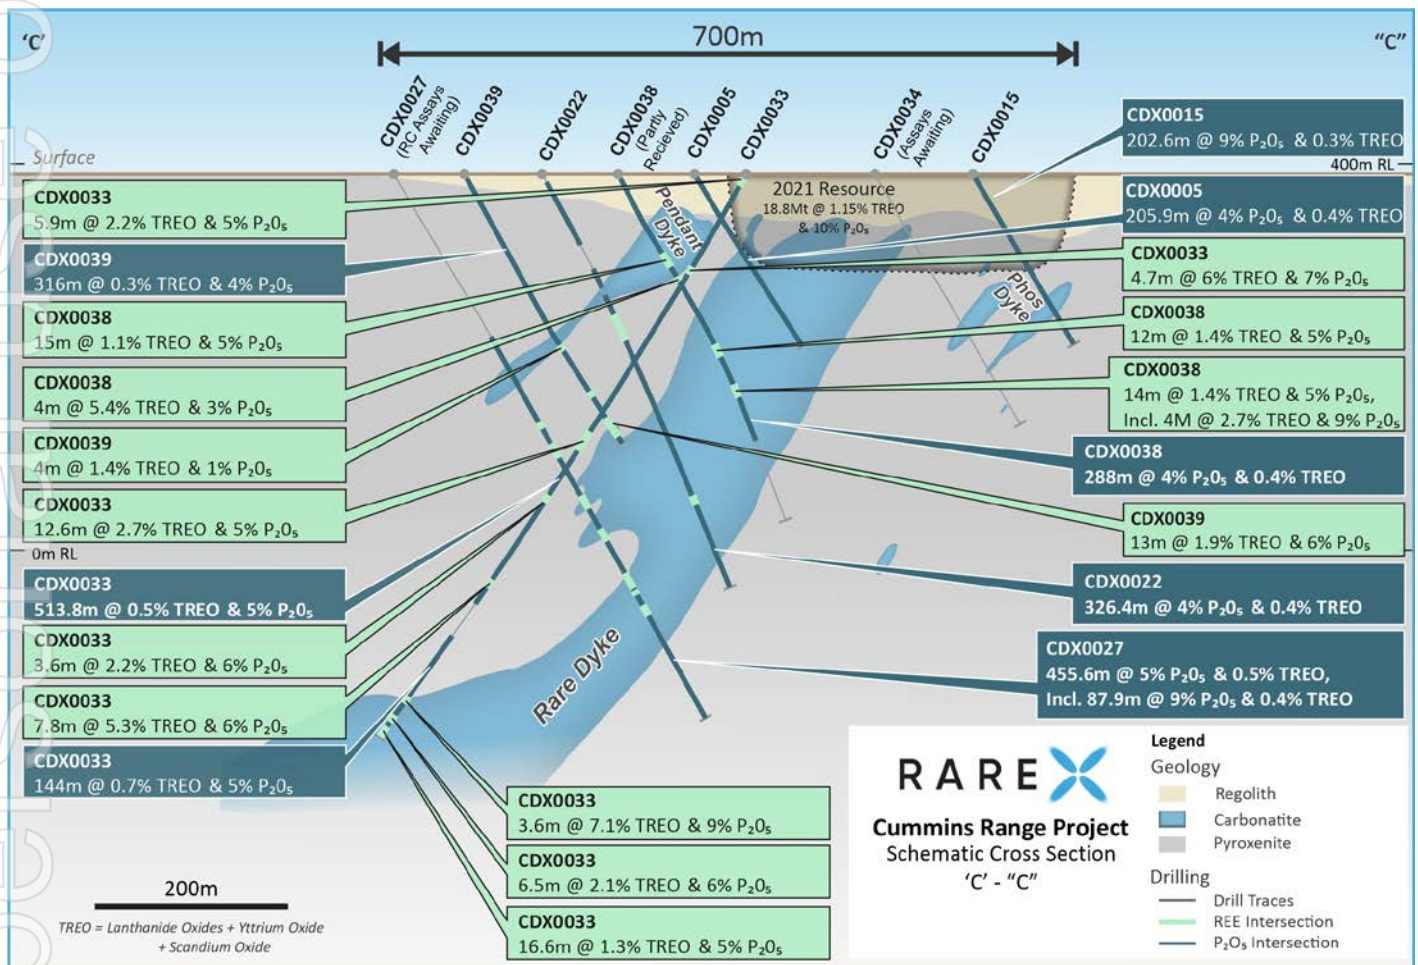 'C'
700m
"C"
CDX0027
(RC Assays
Awaiting)
CDX0039
CDX0022
CDX0038
(Partly
Recieved)
CDX0005
CDX0033
CDX0034
(Assays
Awaiting)
CDX0015
Surface
400m RL
CDX0015
202.6m @ 9% P₂0₅ & 0.3% TREO
CDX0005
205.9m @ 4% P₂0₅ & 0.4% TREO
CDX0033
4.7m @ 6% TREO & 7% P₂0₅
CDX0038
12m @ 1.4% TREO & 5% P₂0₅
CDX0038
14m @ 1.4% TREO & 5% P₂0₅,
Incl. 4M @ 2.7% TREO & 9% P₂0₅
CDX0038
288m @ 4% P₂0₅ & 0.4% TREO
CDX0039
13m @ 1.9% TREO & 6% P₂0₅
CDX0022
326.4m @ 4% P₂0₅ & 0.4% TREO
CDX0027
455.6m @ 5% P₂0₅ & 0.5% TREO,
Incl. 87.9m @ 9% P₂0₅ & 0.4% TREO
CDX0033
5.9m @ 2.2% TREO & 5% P₂0₅
CDX0039
316m @ 0.3% TREO & 4% P₂0₅
CDX0038
15m @ 1.1% TREO & 5% P₂0₅
CDX0038
4m @ 5.4% TREO & 3% P₂0₅
CDX0039
4m @ 1.4% TREO & 1% P₂0₅
CDX0033
12.6m @ 2.7% TREO & 5% P₂0₅
0m RL
CDX0033
513.8m @ 0.5% TREO & 5% P₂0₅
CDX0033
3.6m @ 2.2% TREO & 6% P₂0₅
CDX0033
7.8m @ 5.3% TREO & 6% P₂0₅
CDX0033
144m @ 0.7% TREO & 5% P₂0₅
2021 Resource
18.8Mt @ 1.15% TREO
& 10% P₂0₅
Pendant
Dyke
Phos
Dyke
Rare Dyke
CDX0033
3.6m @ 7.1% TREO & 9% P₂0₅
CDX0033
6.5m @ 2.1% TREO & 6% P₂0₅
CDX0033
16.6m @ 1.3% TREO & 5% P₂0₅
200m
TREO = Lanthanide Oxides + Yttrium Oxide
+ Scandium Oxide
RAREX
Cummins Range Project
Schematic Cross Section
'C' - "C"
Legend
Geology
Regolith
Carbonatite
Pyroxenite
Drilling
Drill Traces
REE Intersection
P₂O₅ Intersection